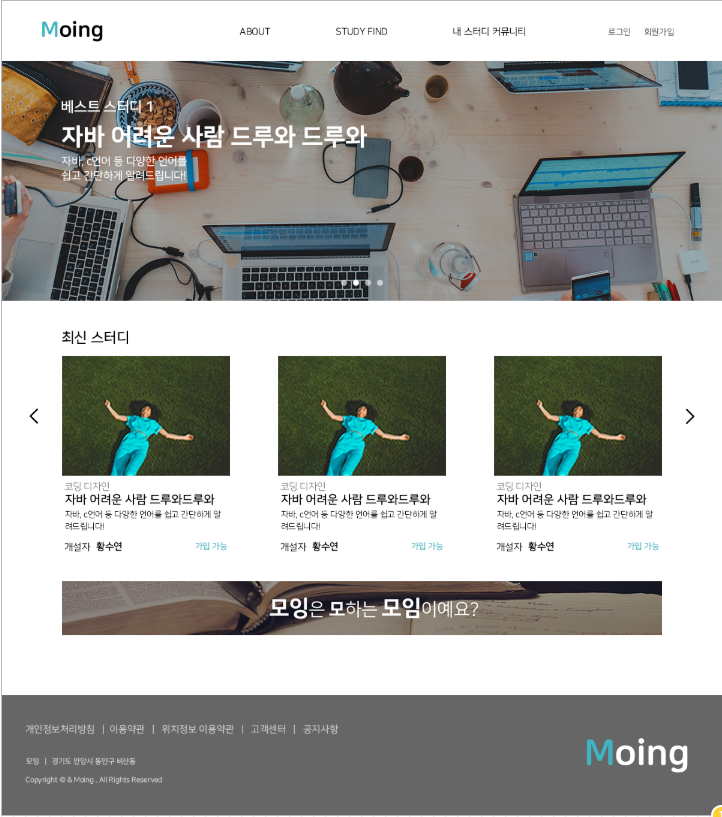 Moing
ABOUT
STUDY FIND
내 스터디 커뮤니티
로그인
회원가입
베스트 스터디 1
자바 어려운 사람 드루와 드루와
자바, c언어 등 다양한 언어를
쉽고 간단하게 알려드립니다!
최신 스터디
코딩 디자인
자바 어려운 사람 드루와드루와
자바, c언어 등 다양한 언어를 쉽고 간단하게 알
려드립니다!
개설자 황수연 가입 가능
코딩 디자인
자바 어려운 사람 드루와드루와
자바, c언어 등 다양한 언어를 쉽고 간단하게 알
려드립니다!
개설자 황수연 가입 가능
코딩 디자인
자바 어려운 사람 드루와드루와
자바, c언어 등 다양한 언어를 쉽고 간단하게 알
려드립니다!
개설자 황수연 가입 가능
모잉은 모하는 모임이예요?
개인정보처리방침 | 이용약관 | 위치정보 이용약관 | 고객센터 | 공지사항
모잉 | 경기도 안양시 동안구 비산동
Copyright © & Moing , All Rights Reserved
Moing